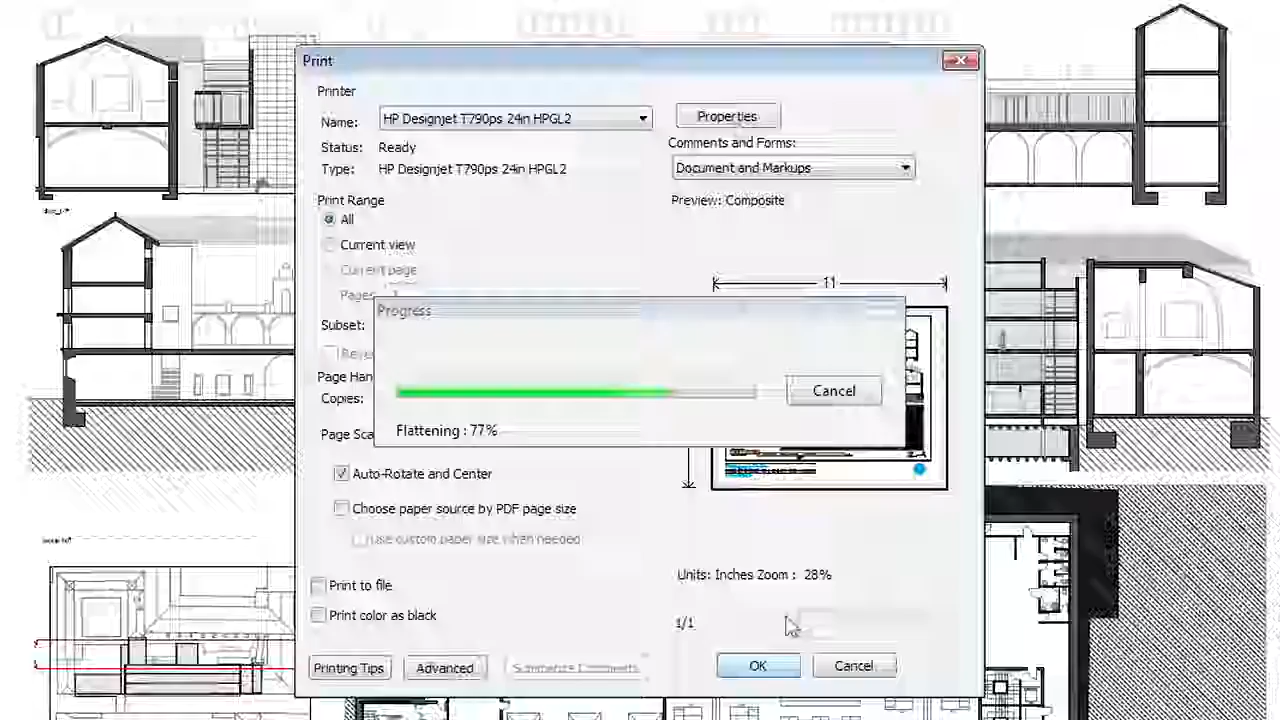 Print
Printer
Name: HP Designjet T790ps 24in HPGL2
Properties
Status: Ready
Comments and Forms:
Type: HP Designjet T790ps 24in HPGL2
Document and Markups
Print Range
Preview: Composite
All
Current view
Current page
Pages 1
11
Progress
Subset:
Page Han
Copies:
Cancel
Flattening : 77%
Page Sca
Auto-Rotate and Center
Choose paper source by PDF page size
Use custom paper size when needed
Units: Inches Zoom : 28%
Print to file
Print color as black
1/1
Printing Tips
Advanced
Summarize Comments
OK
Cancel